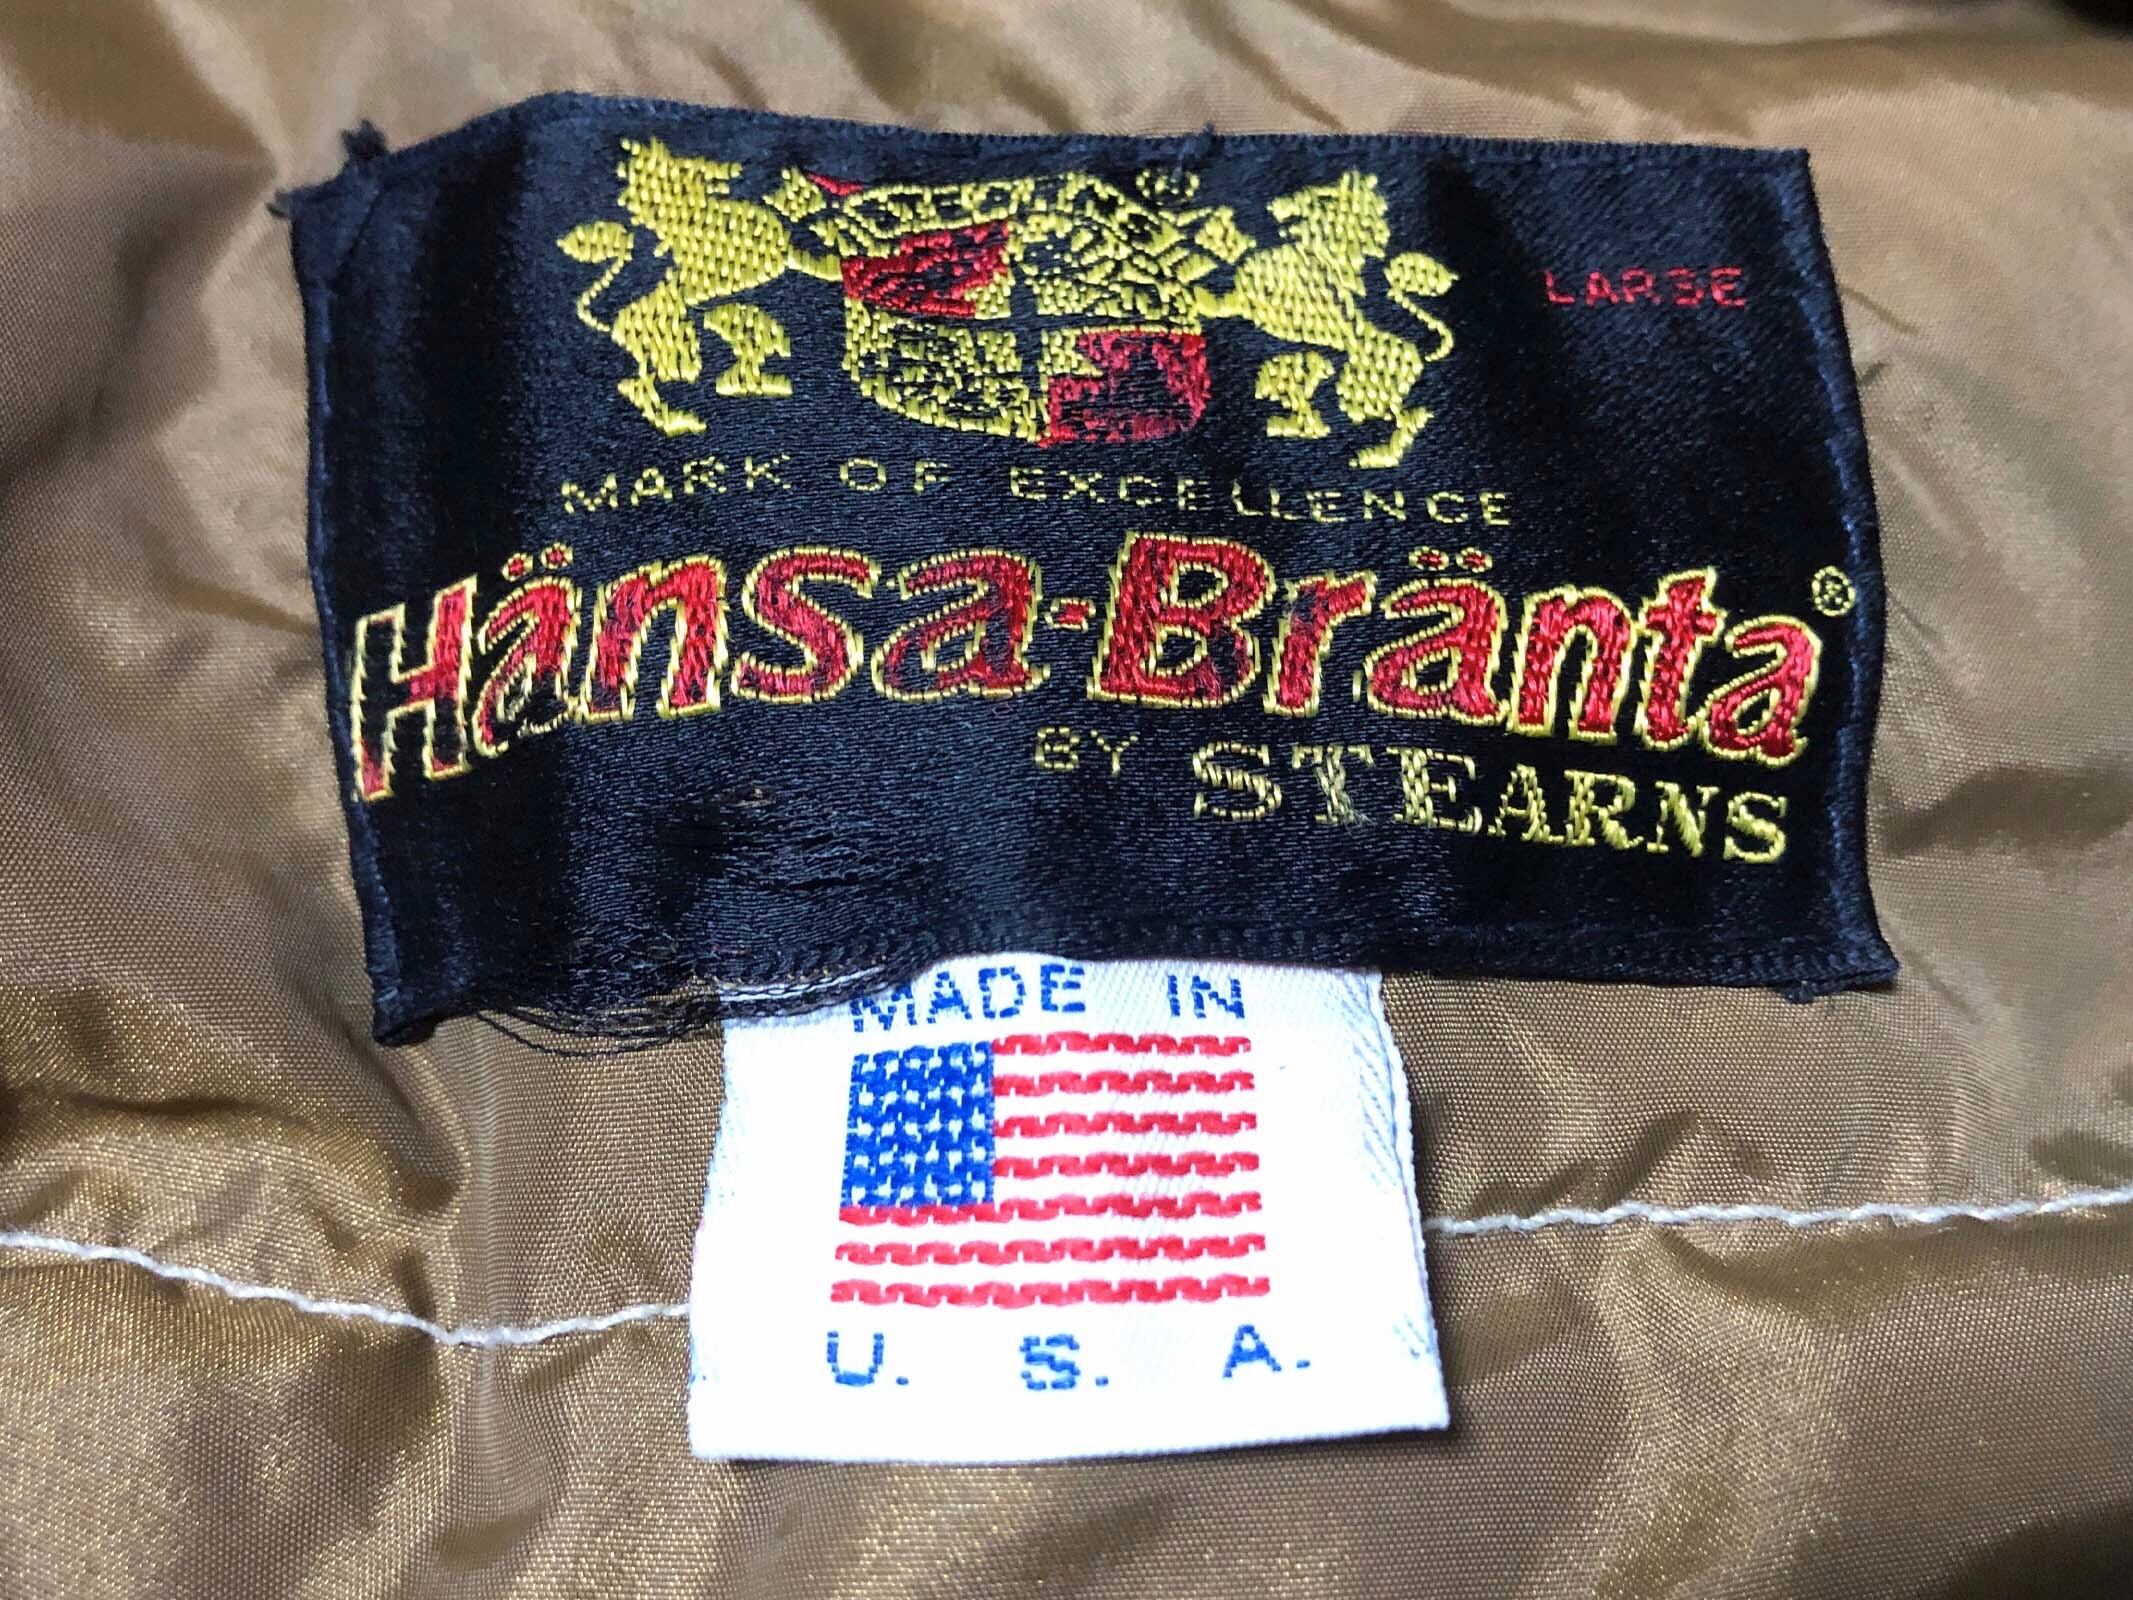 LARGE
MARK OF EXCELLENCE
Hänsa-Bränta®
BY STEARNS
MADE IN
U. S. A.